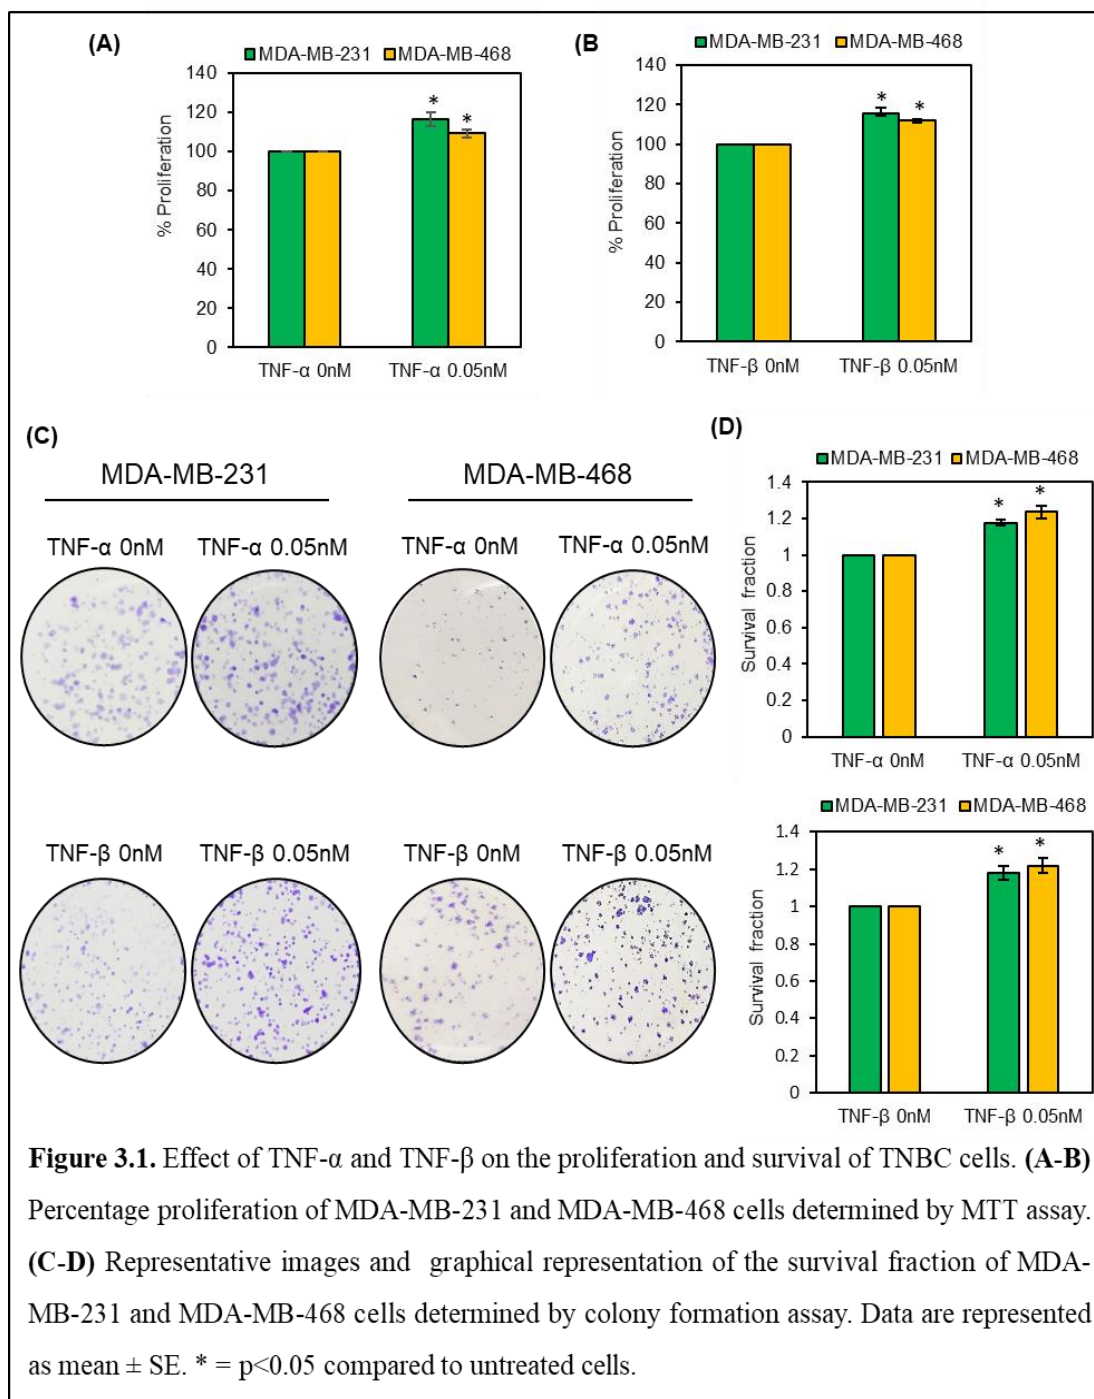 (A)
MDA-MB-231 MDA-MB-468
140
120
100
80
60
40
20
0
% Proliferation
* *
TNF-α 0nM TNF-α 0.05nM
(B
MDA-MB-231 MDA-MB-468
140
120
100
80
60
40
20
0
% Proliferation
* *
TNF-β 0nM TNF-β 0.05nM
(C)
MDA-MB-231 MDA-MB-468
TNF-α 0nM TNF-α 0.05nM TNF-α 0nM TNF-α 0.05nM
TNF-β 0nM TNF-β 0.05nM TNF-β 0nM TNF-β 0.05nM
(D)
MDA-MB-231 MDA-MB-468
1.4
1.2
1
0.8
0.6
0.4
0.2
0
Survival fraction
* *
TNF-α 0nM TNF-α 0.05nM
MDA-MB-231 MDA-MB-468
1.4
1.2
1
0.8
0.6
0.4
0.2
0
Survival fraction
* *
TNF-β 0nM TNF-β 0.05nM
Figure 3.1. Effect of TNF-α and TNF-β on the proliferation and survival of TNBC cells. (A-B)
Percentage proliferation of MDA-MB-231 and MDA-MB-468 cells determined by MTT assay.
(C-D) Representative images and graphical representation of the survival fraction of MDA-
MB-231 and MDA-MB-468 cells determined by colony formation assay. Data are represented
as mean ± SE. * = p<0.05 compared to untreated cells.